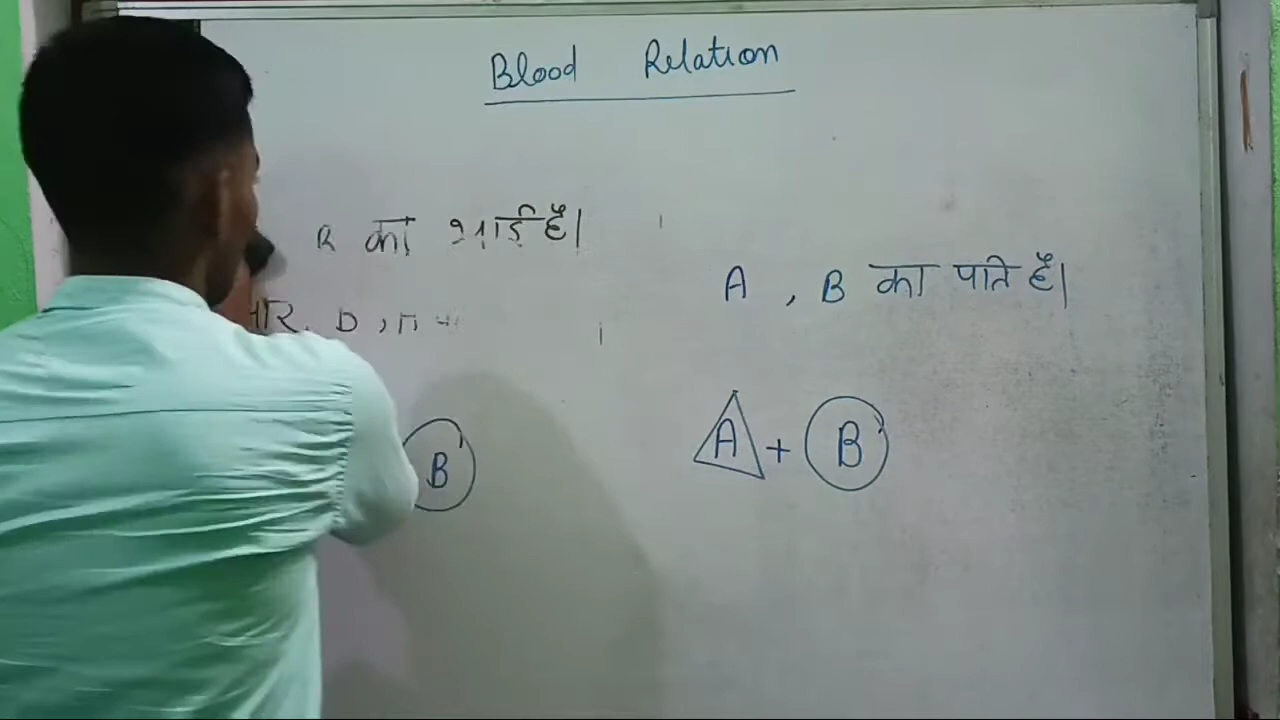 Blood Relation
R का भाई है।
A , B का पति है।
B
A + B